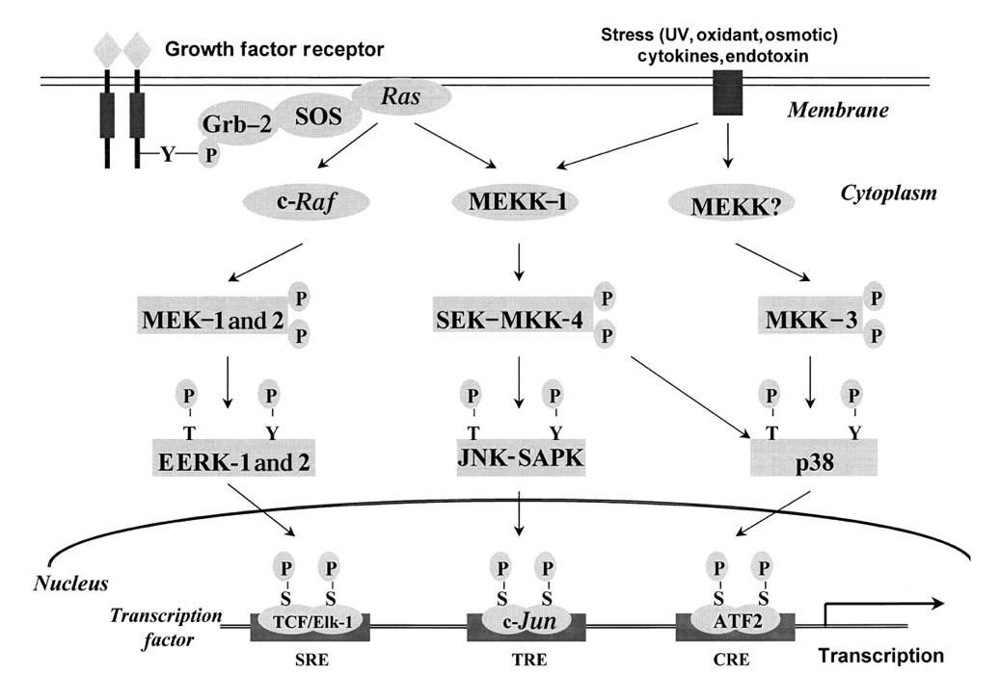 Growth factor receptor
Stress (UV, oxidant, osmotic)
cytokines, endotoxin
Ras
Membrane
SOS
Grb–2
Y P
Cytoplasm
c-Raf
MEKK–1
MEKK?
P
P
P
MEK–1 and 2
SEK–MKK-4
MKK–3
P
P
P
P P
P P
P P
T Y
T Y
T Y
EERK-1 and 2
JNK-SAPK
p38
P P
P P
P P
Nucleus
S S
S S
S S
Transcription
factor
TCF/Elk-1
c-Jun
ATF2
SRE
TRE
CRE
Transcription